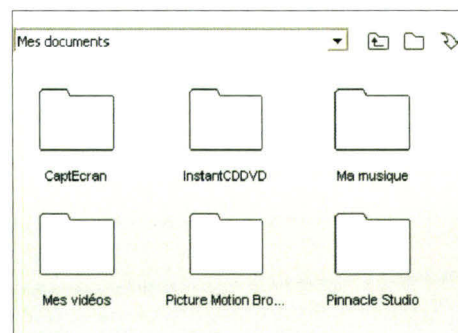 Mes documents
CaptEcran
InstantCDDVD
Ma musique
Mes vidéos
Picture Motion Bro...
Pinnacle Studio